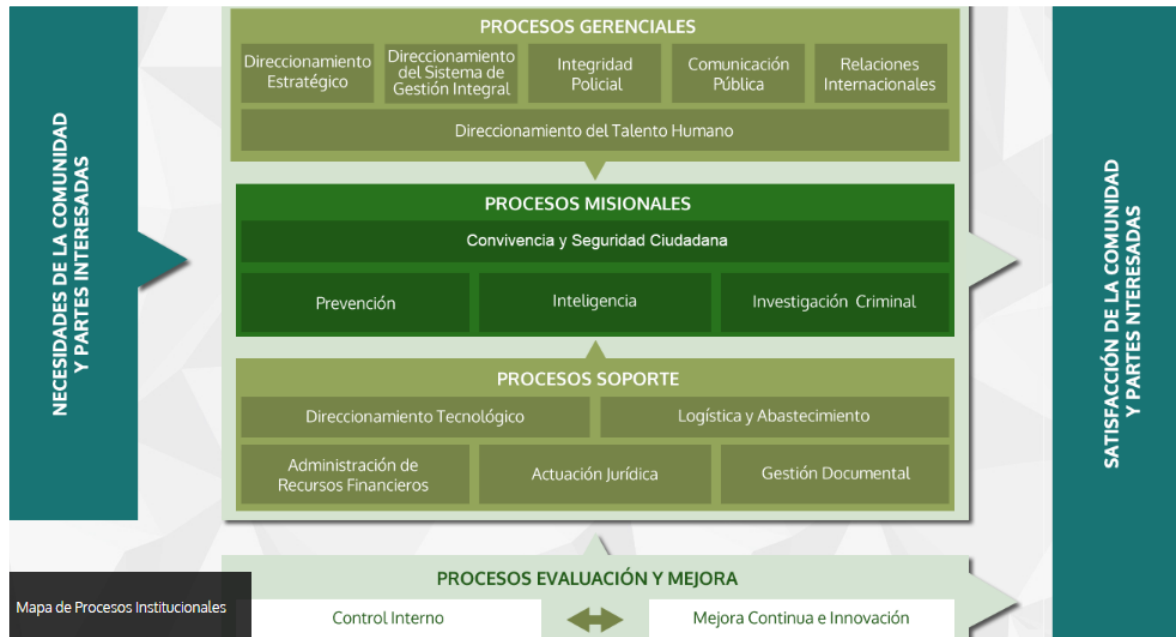 NECESIDADES DE LA COMUNIDAD
Y PARTES INTERESADAS
PROCESOS GERENCIALES
Direccionamiento
Estratégico
Direccionamiento
del Sistema de
Gestión Integral
Integridad
Policial
Comunicación
Pública
Relaciones
Internacionales
Direccionamiento del Talento Humano
PROCESOS MISIONALES
Convivencia y Seguridad Ciudadana
Prevención
Inteligencia
Investigación Criminal
PROCESOS SOPORTE
Direccionamiento Tecnológico
Logística y Abastecimiento
Administración de
Recursos Financieros
Actuación Jurídica
Gestión Documental
PROCESOS EVALUACIÓN Y MEJORA
Control Interno
Mejora Continua e Innovación
SATISFACCIÓN DE LA COMUNIDAD
Y PARTES NTERESADAS
Mapa de Procesos Institucionales